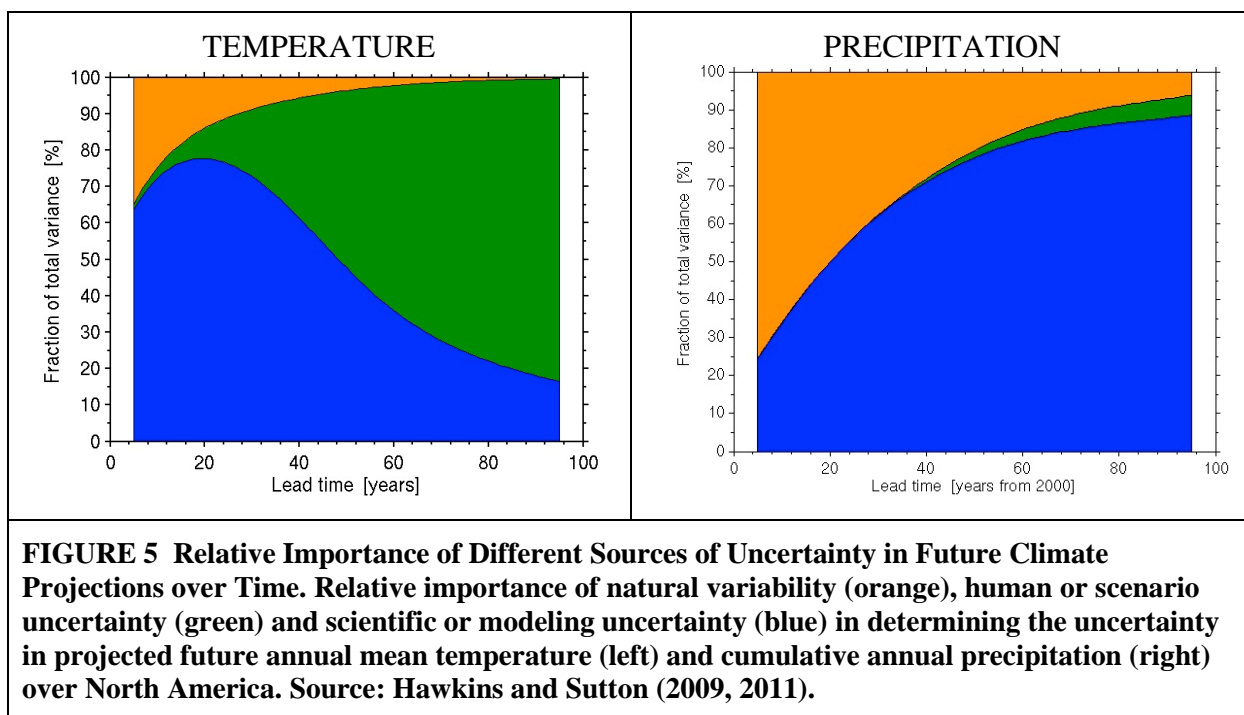 TEMPERATURE
100
90
80
70
60
50
40
30
20
10
0
Fraction of total variance [%]
0 20 40 60 80 100
Lead time [years]
PRECIPITATION
100
90
80
70
60
50
40
30
20
10
0
Fraction of total variance [%]
0 20 40 60 80 100
Lead time [years from 2000]
FIGURE 5 Relative Importance of Different Sources of Uncertainty in Future Climate
Projections over Time. Relative importance of natural variability (orange), human or scenario
uncertainty (green) and scientific or modeling uncertainty (blue) in determining the uncertainty
in projected future annual mean temperature (left) and cumulative annual precipitation (right)
over North America. Source: Hawkins and Sutton (2009, 2011).